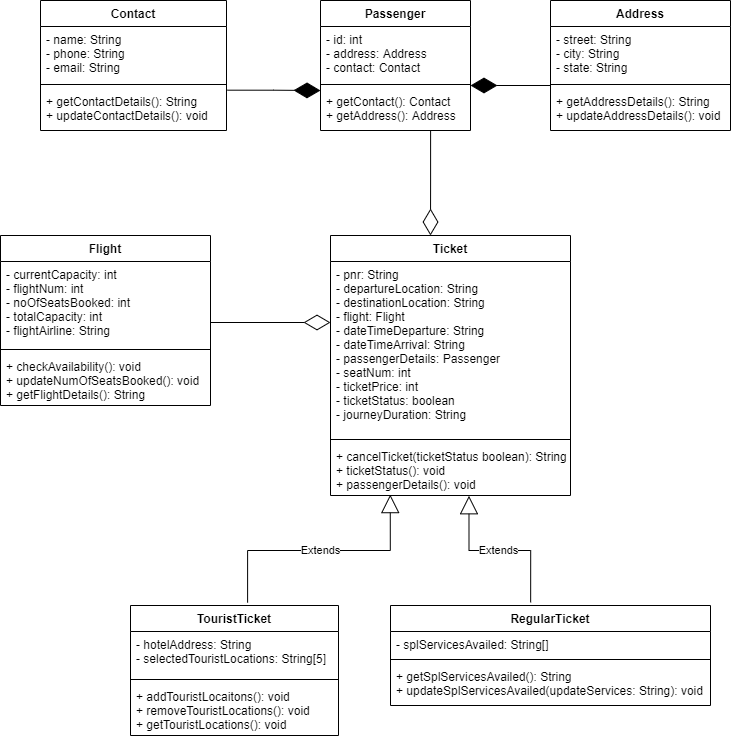 Contact
- name: String
- phone: String
- email: String
+ getContactDetails(): String
+ updateContactDetails(): void
Passenger
- id: int
- address: Address
- contact: Contact
+ getContact(): Contact
+ getAddress(): Address
Address
- street: String
- city: String
- state: String
+ getAddressDetails(): String
+ updateAddressDetails(): void
Flight
- currentCapacity: int
- flightNum: int
- noOfSeatsBooked: int
- totalCapacity: int
- flightAirline: String
+ checkAvailability(): void
+ updateNumOfSeatsBooked(): void
+ getFlightDetails(): String
Ticket
- pnr: String
- departureLocation: String
- destinationLocation: String
- flight: Flight
- dateTimeDeparture: String
- dateTimeArrival: String
- passengerDetails: Passenger
- seatNum: int
- ticketPrice: int
- ticketStatus: boolean
- journeyDuration: String
+ cancelTicket(ticketStatus boolean): String
+ ticketStatus(): void
+ passengerDetails(): void
Extends
Extends
TouristTicket
- hotelAddress: String
- selectedTouristLocations: String[5]
+ addTouristLocaitons(): void
+ removeTouristLocations(): void
+ getTouristLocations(): void
RegularTicket
- splServicesAvailed: String[]
+ getSplServicesAvailed(): String
+ updateSplServicesAvailed(updateServices: String): void